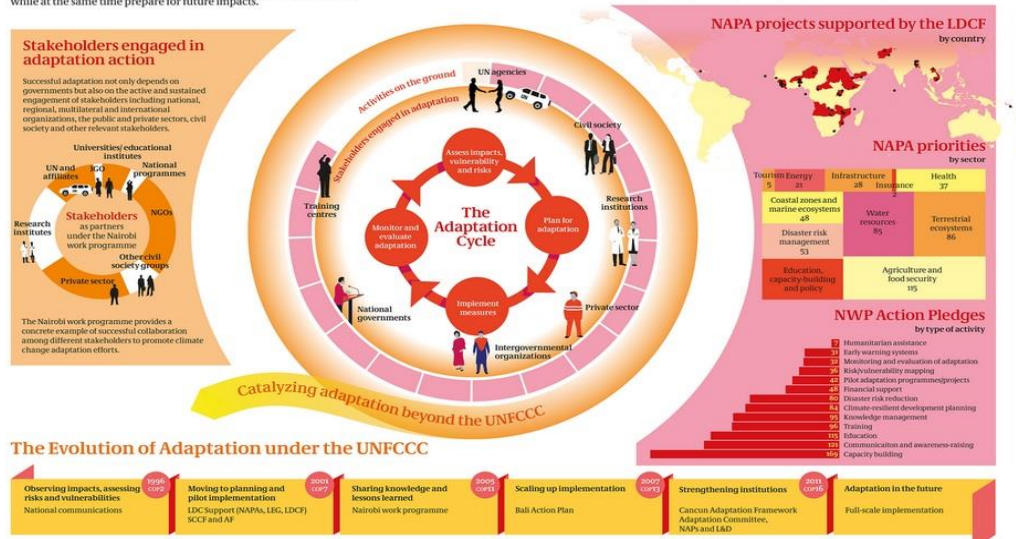 while at the same time prepare for future impacts.
Stakeholders engaged in
adaptation action
Successful adaptation not only depends on
governments but also on the active and sustained
engagement of stakeholders including national,
regional, multilateral and international
organizations, the public and private sectors, civil
society and other relevant stakeholders.
Universities/educational
institutes
UN and
affiliates
IGO
National
programmes
Research
institutes
NGOs
Stakeholders
as partners
under the Nairobi
work programme
Other civil
society groups
Private sector
The Nairobi work programme provides a
concrete example of successful collaboration
among different stakeholders to promote climate
change adaptation efforts.
Activities on the ground
Stakeholders engaged in adaptation
UN agencies
UN
Civil society
Research
institutions
Private sector
Intergovernmental
organizations
National
governments
Training
centres
The
Adaptation
Cycle
Assess impacts,
vulnerability
and risks
Plan for
adaptation
Implement
measures
Monitor and
evaluate
adaptation
Catalyzing adaptation beyond the UNFCCC
NAPA projects supported by the LDCF
by country
NAPA priorities
by sector
Tourism
5
Energy
21
Infrastructure
28
Insurance
2
Health
37
Coastal zones and
marine ecosystems
48
Water
resources
85
Terrestrial
ecosystems
86
Disaster risk
management
53
Education,
capacity-building
and policy
Agriculture and
food security
115
NWP Action Pledges
by type of activity
7 Humanitarian assistance
31 Early warning systems
32 Monitoring and evaluation of adaptation
36 Risk/vulnerability mapping
42 Pilot adaptation programmes/projects
48 Financial support
80 Disaster risk reduction
84 Climate-resilient development planning
95 Knowledge management
96 Training
115 Education
121 Communicaiton and awareness-raising
169 Capacity building
The Evolution of Adaptation under the UNFCCC
Observing impacts, assessing
risks and vulnerabilities
National communications
1996
COP2
Moving to planning and
pilot implementation
LDC Support (NAPAs, LEG, LDCF)
SCCF and AF
2001
COP7
Sharing knowledge and
lessons learned
Nairobi work programme
2005
COP11
Scaling up implementation
Bali Action Plan
2007
COP13
Strengthening institutions
Cancun Adaptation Framework
Adaptation Committee,
NAPs and L&D
2011
COP16
Adaptation in the future
Full-scale implementation